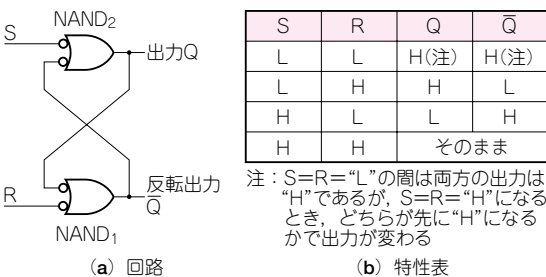 NAND2
S
出力Q
R
反転出力
Q̅
NAND1
(a) 回路
S R Q Q̅
L L H(注) H(注)
L H H L
H L L H
H H そのまま
注：S＝R＝“L”の間は両方の出力は
“H”であるが，S＝R＝“H”になる
とき，どちらが先に“H”になる
かで出力が変わる
(b) 特性表